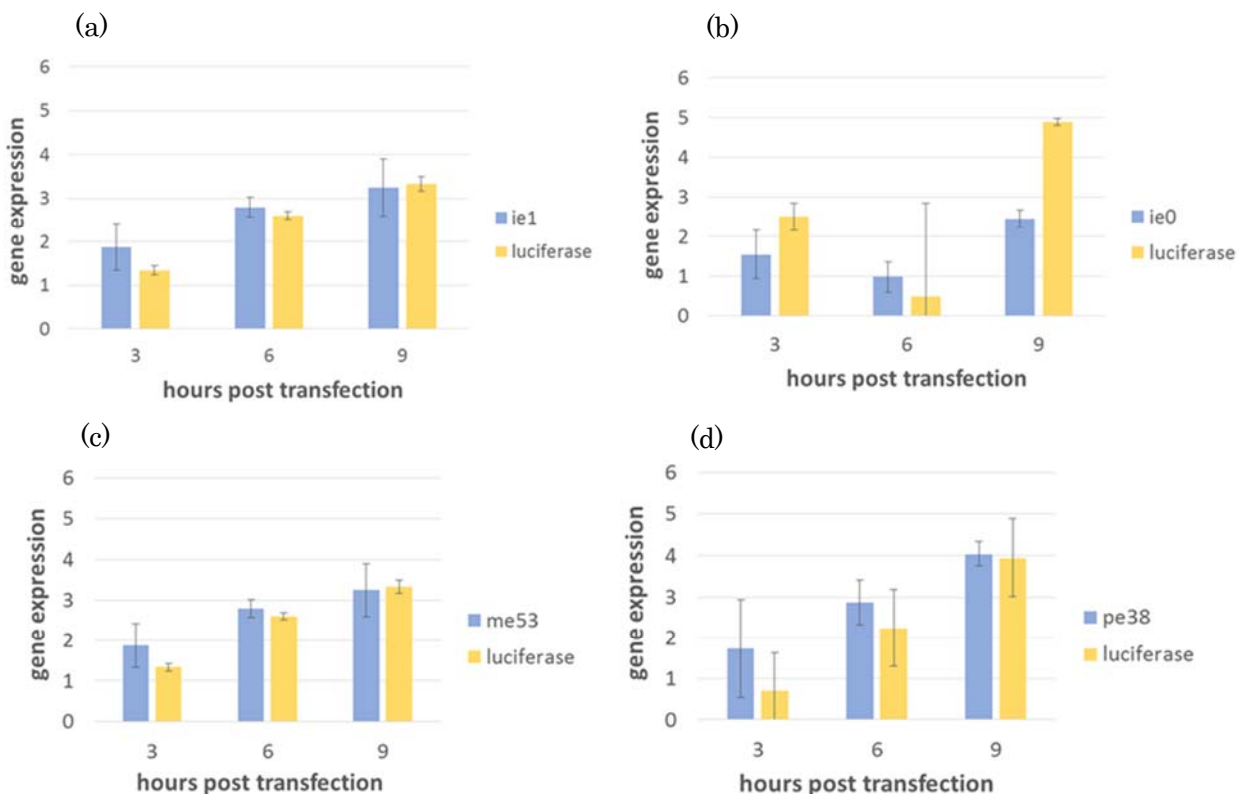 (a)
6
5
4
3
2
1
0
gene expression
3 6 9
hours post transfection
ie1
luciferase
(b)
6
5
4
3
2
1
0
gene expression
3 6 9
hours post transfection
ie0
luciferase
(c)
6
5
4
3
2
1
0
gene expression
3 6 9
hours post transfection
me53
luciferase
(d)
6
5
4
3
2
1
0
gene expression
3 6 9
hours post transfection
pe38
luciferase